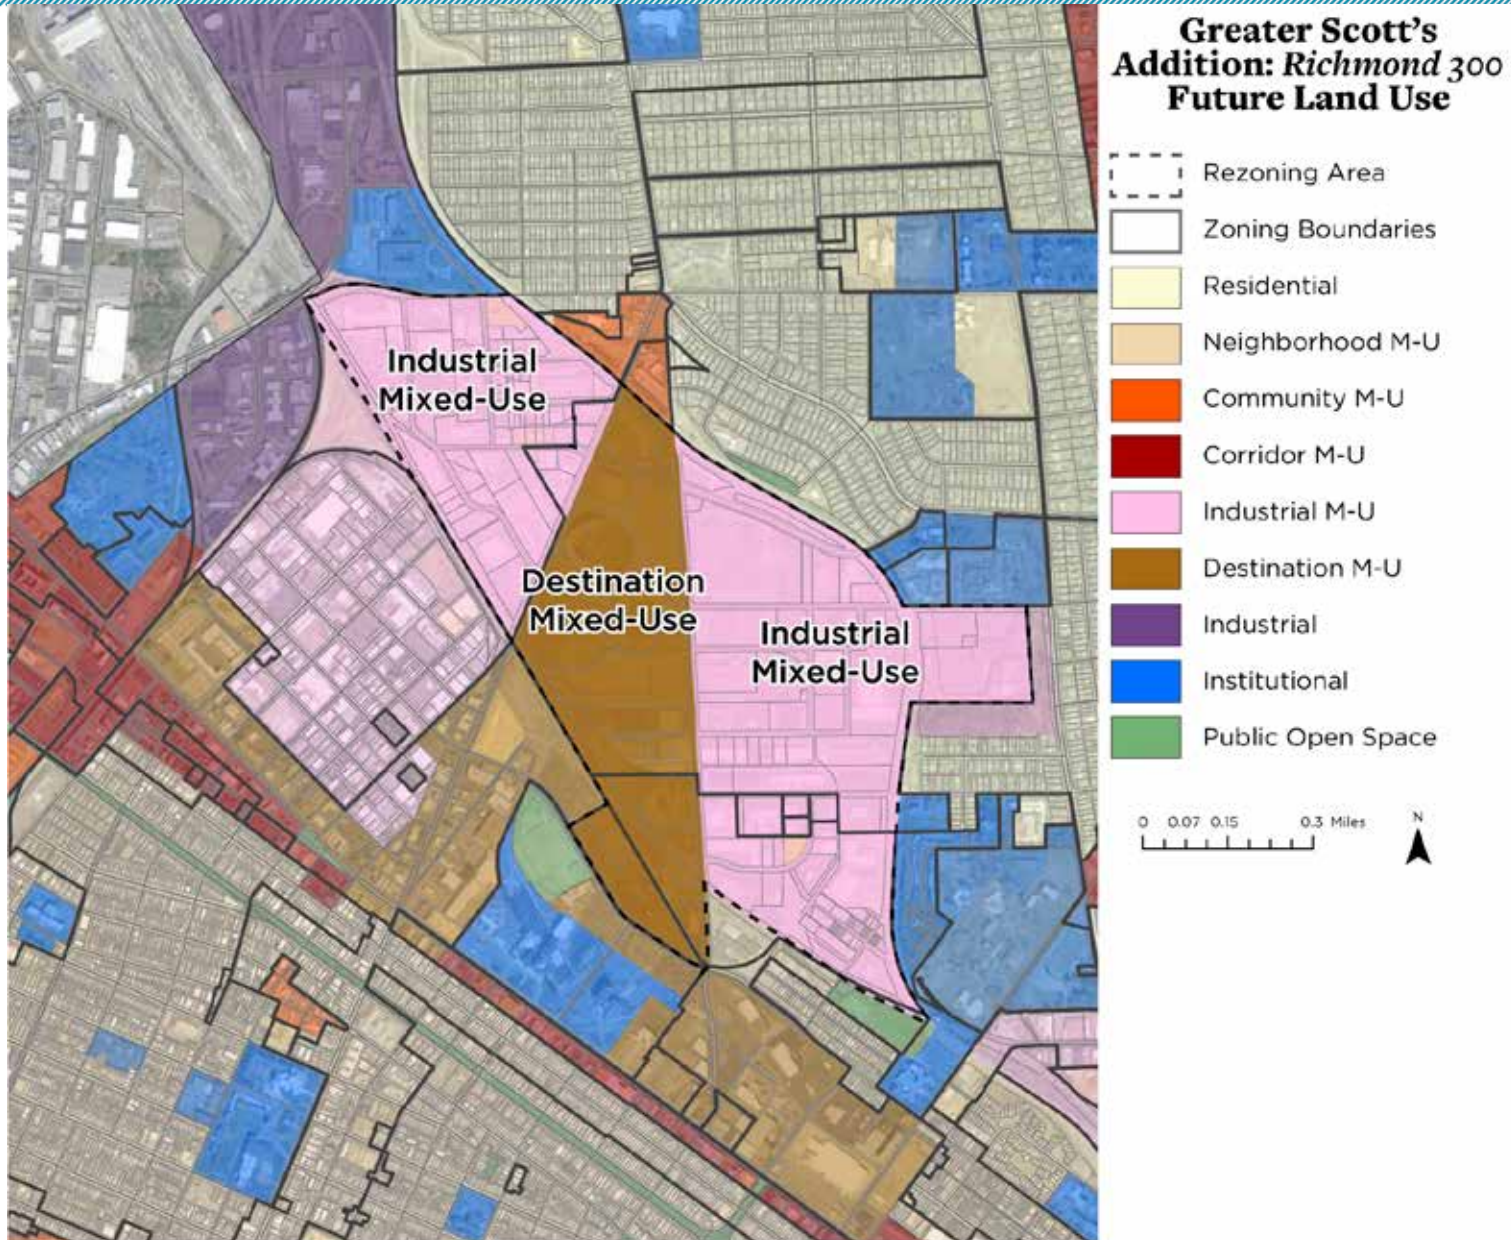 Greater Scott's
Addition: Richmond 300
Future Land Use
Rezoning Area
Zoning Boundaries
Residential
Neighborhood M-U
Community M-U
Corridor M-U
Industrial M-U
Destination M-U
Industrial
Institutional
Public Open Space
0 0.07 0.15 0.3 Miles
N
Industrial
Mixed-Use
Destination
Mixed-Use
Industrial
Mixed-Use